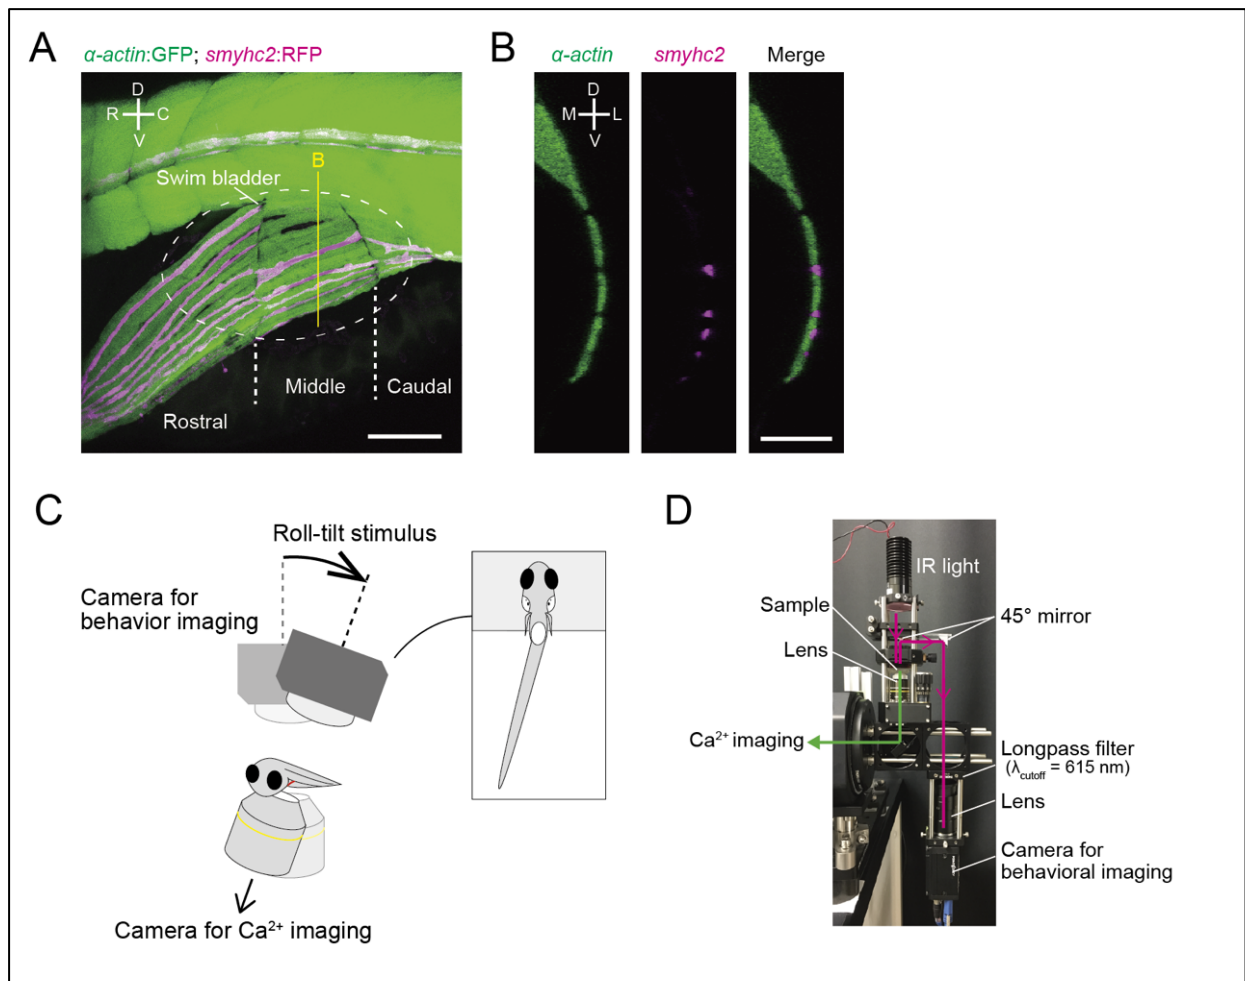 A
α-actin:GFP; smyhc2:RFP
D
R C
V
B
Swim bladder
Middle
Caudal
Rostral
B
α-actin
smyhc2
Merge
D
M L
V
C
Roll-tilt stimulus
Camera for
behavior imaging
Camera for Ca²⁺ imaging
D
IR light
Sample
45° mirror
Lens
Ca²⁺ imaging
Longpass filter
(λcutoff = 615 nm)
Lens
Camera for
behavioral imaging